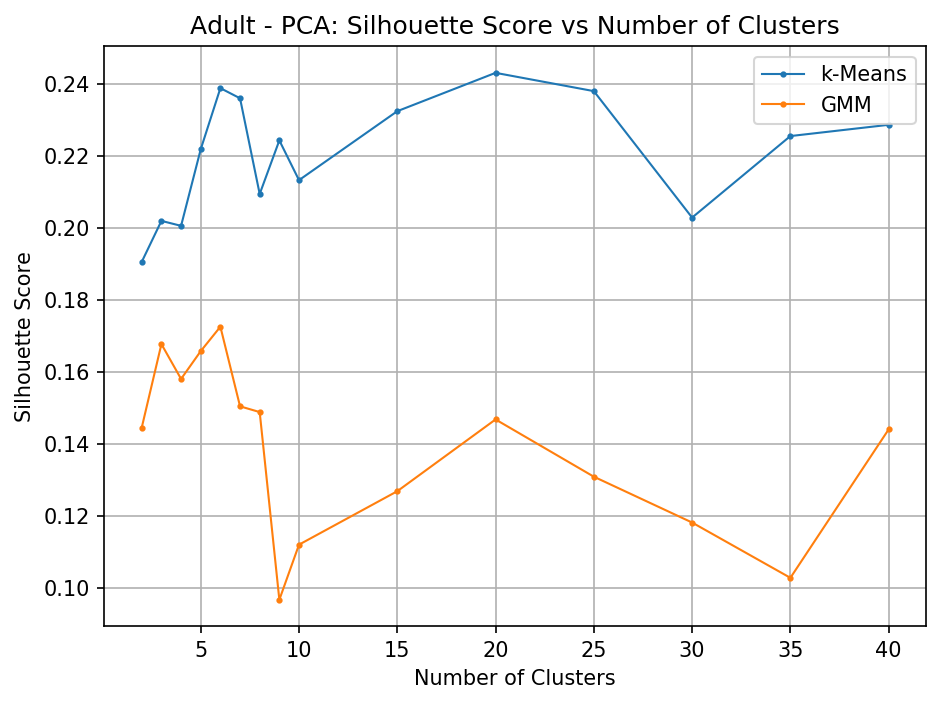 Adult - PCA: Silhouette Score vs Number of Clusters
k-Means
GMM
Silhouette Score
0.24
0.22
0.20
0.18
0.16
0.14
0.12
0.10
5 10 15 20 25 30 35 40
Number of Clusters